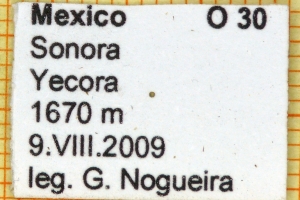 Mexico O 30
Sonora
Yecora
1670 m
9.VIII.2009
leg. G. Nogueira